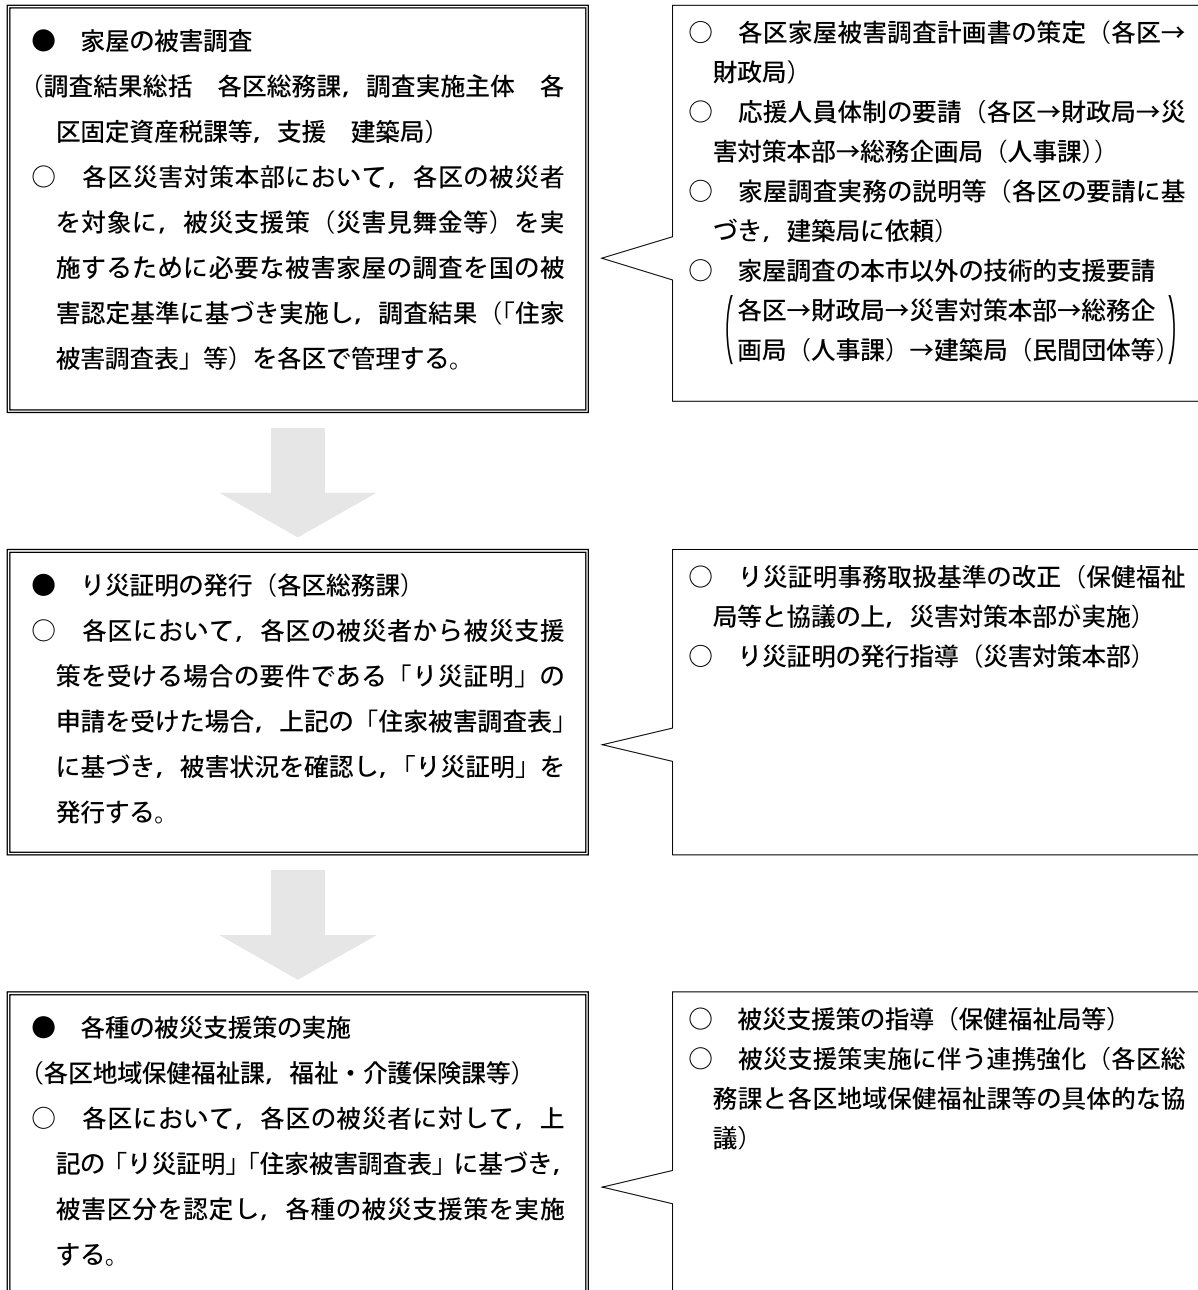 ● 家屋の被害調査
（調査結果総括　各区総務課，調査実施主体　各
区固定資産税課等，支援　建築局）
○ 各区災害対策本部において，各区の被災者
を対象に，被災支援策（災害見舞金等）を実
施するために必要な被害家屋の調査を国の被
害認定基準に基づき実施し，調査結果（「住家
被害調査表」等）を各区で管理する。
○ 各区家屋被害調査計画書の策定（各区→
財政局）
○ 応援人員体制の要請（各区→財政局→災
害対策本部→総務企画局（人事課））
○ 家屋調査実務の説明等（各区の要請に基
づき，建築局に依頼）
○ 家屋調査の本市以外の技術的支援要請
（各区→財政局→災害対策本部→総務企
画局（人事課）→建築局（民間団体等））
● り災証明の発行（各区総務課）
○ 各区において，各区の被災者から被災支援
策を受ける場合の要件である「り災証明」の
申請を受けた場合，上記の「住家被害調査表」
に基づき，被害状況を確認し，「り災証明」を
発行する。
○ り災証明事務取扱基準の改正（保健福祉
局等と協議の上，災害対策本部が実施）
○ り災証明の発行指導（災害対策本部）
● 各種の被災支援策の実施
（各区地域保健福祉課，福祉・介護保険課等）
○ 各区において，各区の被災者に対して，上
記の「り災証明」「住家被害調査表」に基づき，
被害区分を認定し，各種の被災支援策を実施
する。
○ 被災支援策の指導（保健福祉局等）
○ 被災支援策実施に伴う連携強化（各区総
務課と各区地域保健福祉課等の具体的な協
議）